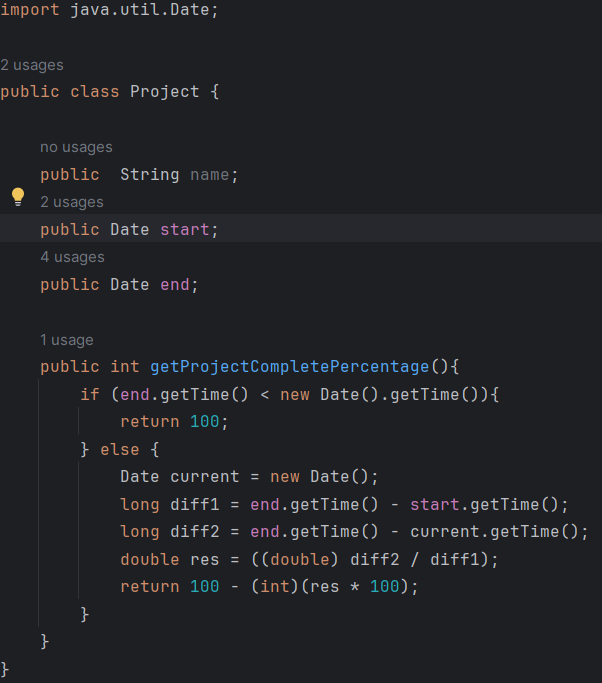 import java.util.Date;
2 usages
public class Project {
no usages
public  String name;
2 usages
public Date start;
4 usages
public Date end;
1 usage
public int getProjectCompletePercentage(){
if (end.getTime() < new Date().getTime()){
return 100;
} else {
Date current = new Date();
long diff1 = end.getTime() - start.getTime();
long diff2 = end.getTime() - current.getTime();
double res = ((double) diff2 / diff1);
return 100 - (int)(res * 100);
}
}
}